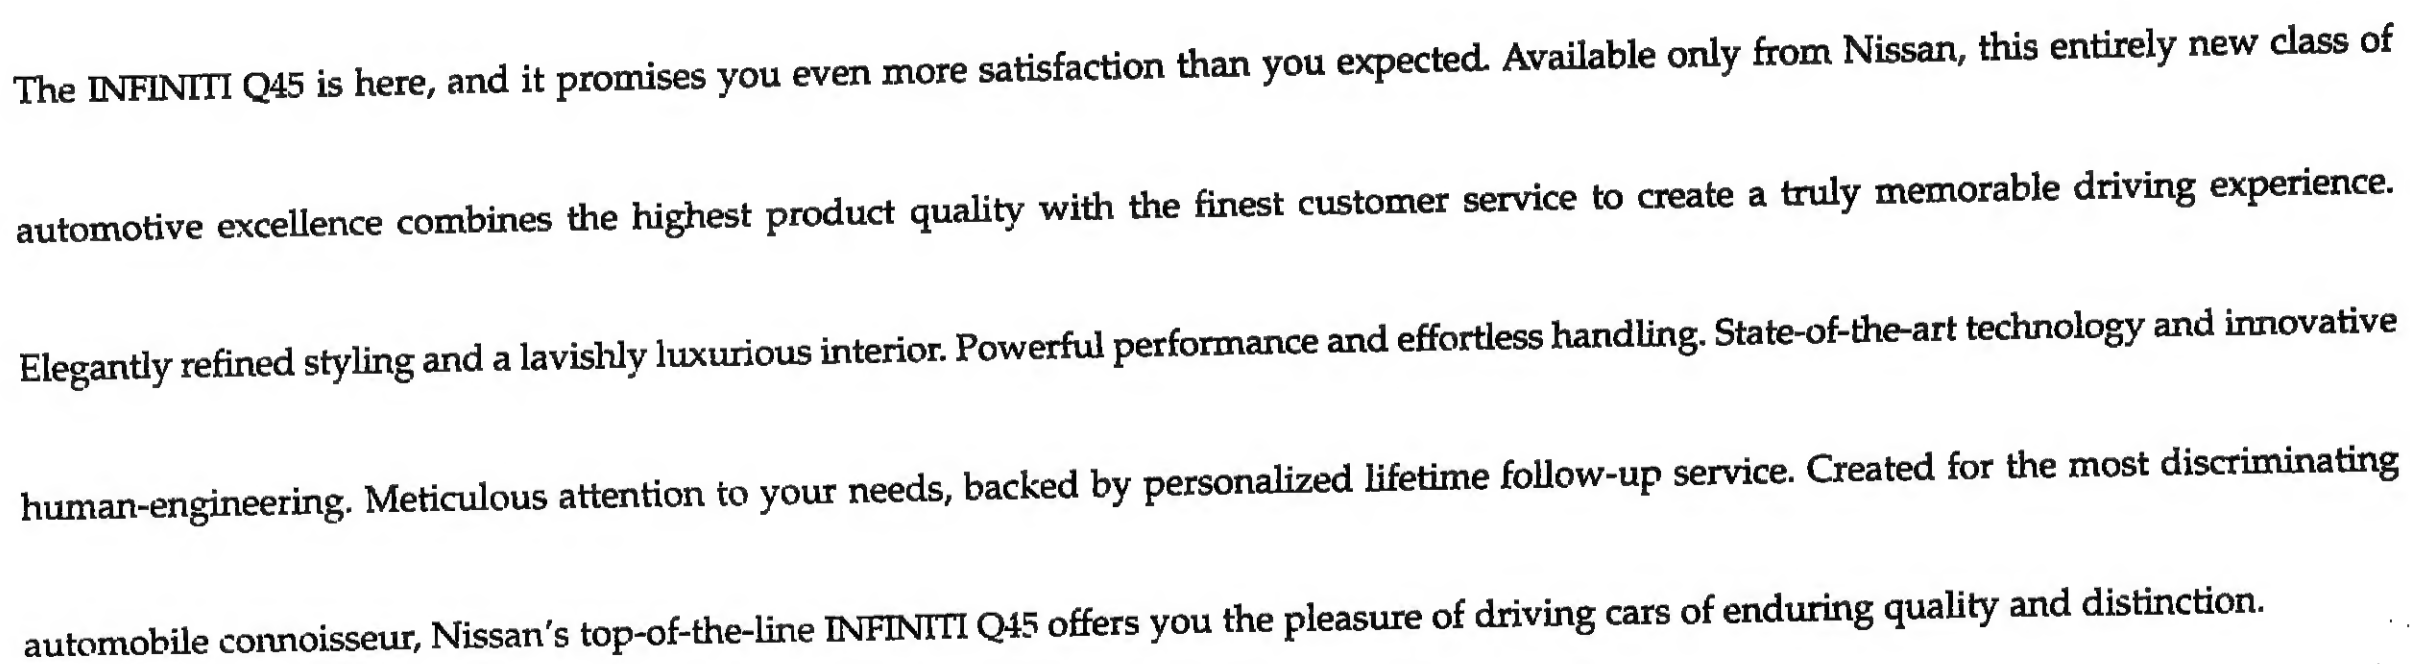 The INFINITI Q45 is here, and it promises you even more satisfaction than you expected. Available only from Nissan, this entirely new class of
automotive excellence combines the highest product quality with the finest customer service to create a truly memorable driving experience.
Elegantly refined styling and a lavishly luxurious interior. Powerful performance and effortless handling. State-of-the-art technology and innovative
human-engineering. Meticulous attention to your needs, backed by personalized lifetime follow-up service. Created for the most discriminating
automobile connoisseur, Nissan's top-of-the-line INFINITI Q45 offers you the pleasure of driving cars of enduring quality and distinction.